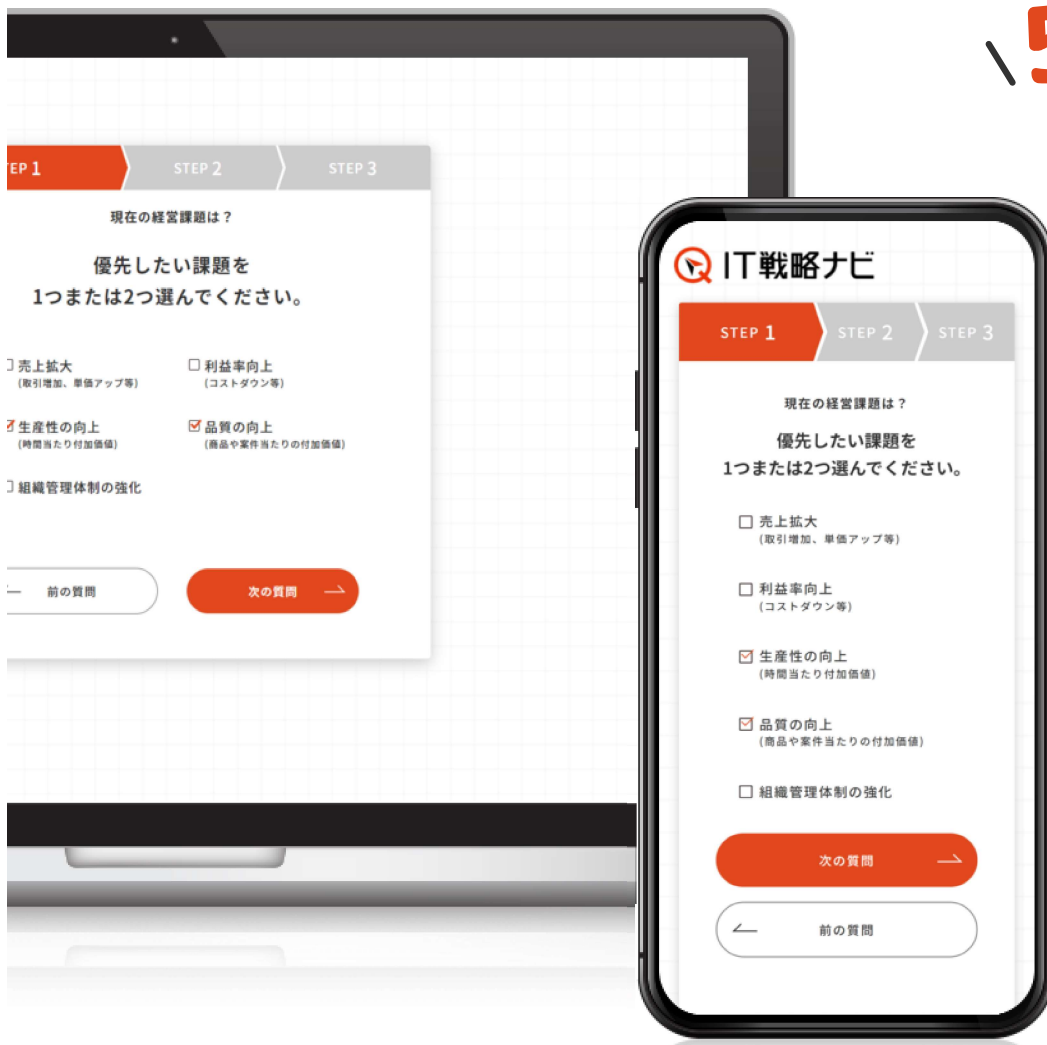 EP 1
STEP 2
STEP 3
現在の経営課題は？
優先したい課題を
1つまたは2つ選んでください。
売上拡大
(取引増加、単価アップ等)
利益率向上
(コストダウン等)
生産性の向上
(時間当たり付加価値)
品質の向上
(商品や案件当たりの付加価値)
組織管理体制の強化
前の質問
次の質問
IT戦略ナビ
STEP 1
STEP 2
STEP 3
現在の経営課題は？
優先したい課題を
1つまたは2つ選んでください。
売上拡大
(取引増加、単価アップ等)
利益率向上
(コストダウン等)
生産性の向上
(時間当たり付加価値)
品質の向上
(商品や案件当たりの付加価値)
組織管理体制の強化
次の質問
前の質問